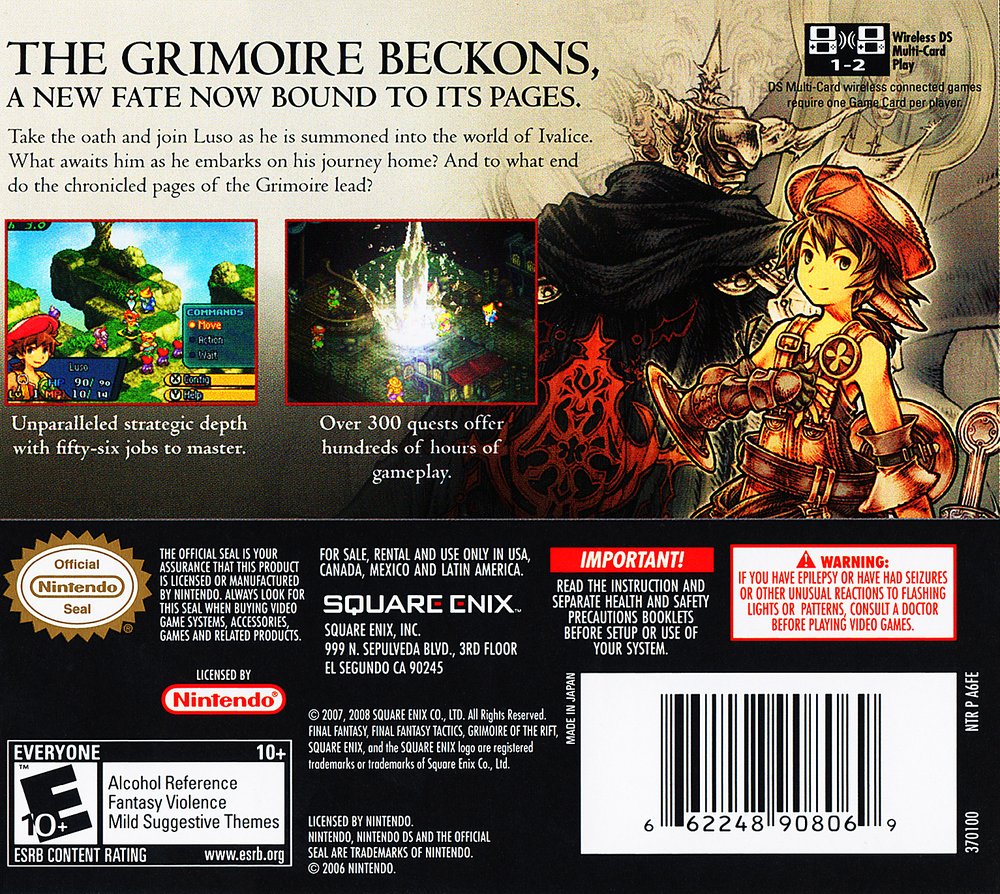 THE GRIMOIRE BECKONS,
A NEW FATE NOW BOUND TO ITS PAGES.
Take the oath and join Luso as he is summoned into the world of Ivalice.
What awaits him as he embarks on his journey home? And to what end
do the chronicled pages of the Grimoire lead?
Wireless DS
Multi-Card
Play
1-2
DS Multi-Card wireless connected games
require one Game Card per player.
h 3.0
COMMANDS
Move
Action
Wait
Luso
HP 90/ 90
LV. 1 MP 10/ 14
X Config
Y Help
Unparalleled strategic depth
with fifty-six jobs to master.
Over 300 quests offer
hundreds of hours of
gameplay.
Official
Nintendo
Seal
®
THE OFFICIAL SEAL IS YOUR
ASSURANCE THAT THIS PRODUCT
IS LICENSED OR MANUFACTURED
BY NINTENDO. ALWAYS LOOK FOR
THIS SEAL WHEN BUYING VIDEO
GAME SYSTEMS, ACCESSORIES,
GAMES AND RELATED PRODUCTS.
LICENSED BY
Nintendo®
FOR SALE, RENTAL AND USE ONLY IN USA,
CANADA, MEXICO AND LATIN AMERICA.
SQUARE ENIX™
SQUARE ENIX, INC.
999 N. SEPULVEDA BLVD., 3RD FLOOR
EL SEGUNDO CA 90245
© 2007, 2008 SQUARE ENIX CO., LTD. All Rights Reserved.
FINAL FANTASY, FINAL FANTASY TACTICS, GRIMOIRE OF THE RIFT,
SQUARE ENIX, and the SQUARE ENIX logo are registered
trademarks or trademarks of Square Enix Co., Ltd.
LICENSED BY NINTENDO.
NINTENDO, NINTENDO DS AND THE OFFICIAL
SEAL ARE TRADEMARKS OF NINTENDO.
© 2006 NINTENDO.
IMPORTANT!
READ THE INSTRUCTION AND
SEPARATE HEALTH AND SAFETY
PRECAUTIONS BOOKLETS
BEFORE SETUP OR USE OF
YOUR SYSTEM.
WARNING:
IF YOU HAVE EPILEPSY OR HAVE HAD SEIZURES
OR OTHER UNUSUAL REACTIONS TO FLASHING
LIGHTS OR PATTERNS, CONSULT A DOCTOR
BEFORE PLAYING VIDEO GAMES.
EVERYONE 10+
™
E
10+
Alcohol Reference
Fantasy Violence
Mild Suggestive Themes
ESRB CONTENT RATING www.esrb.org
MADE IN JAPAN
6 62248 90806 9
NTR P A6FE
370100